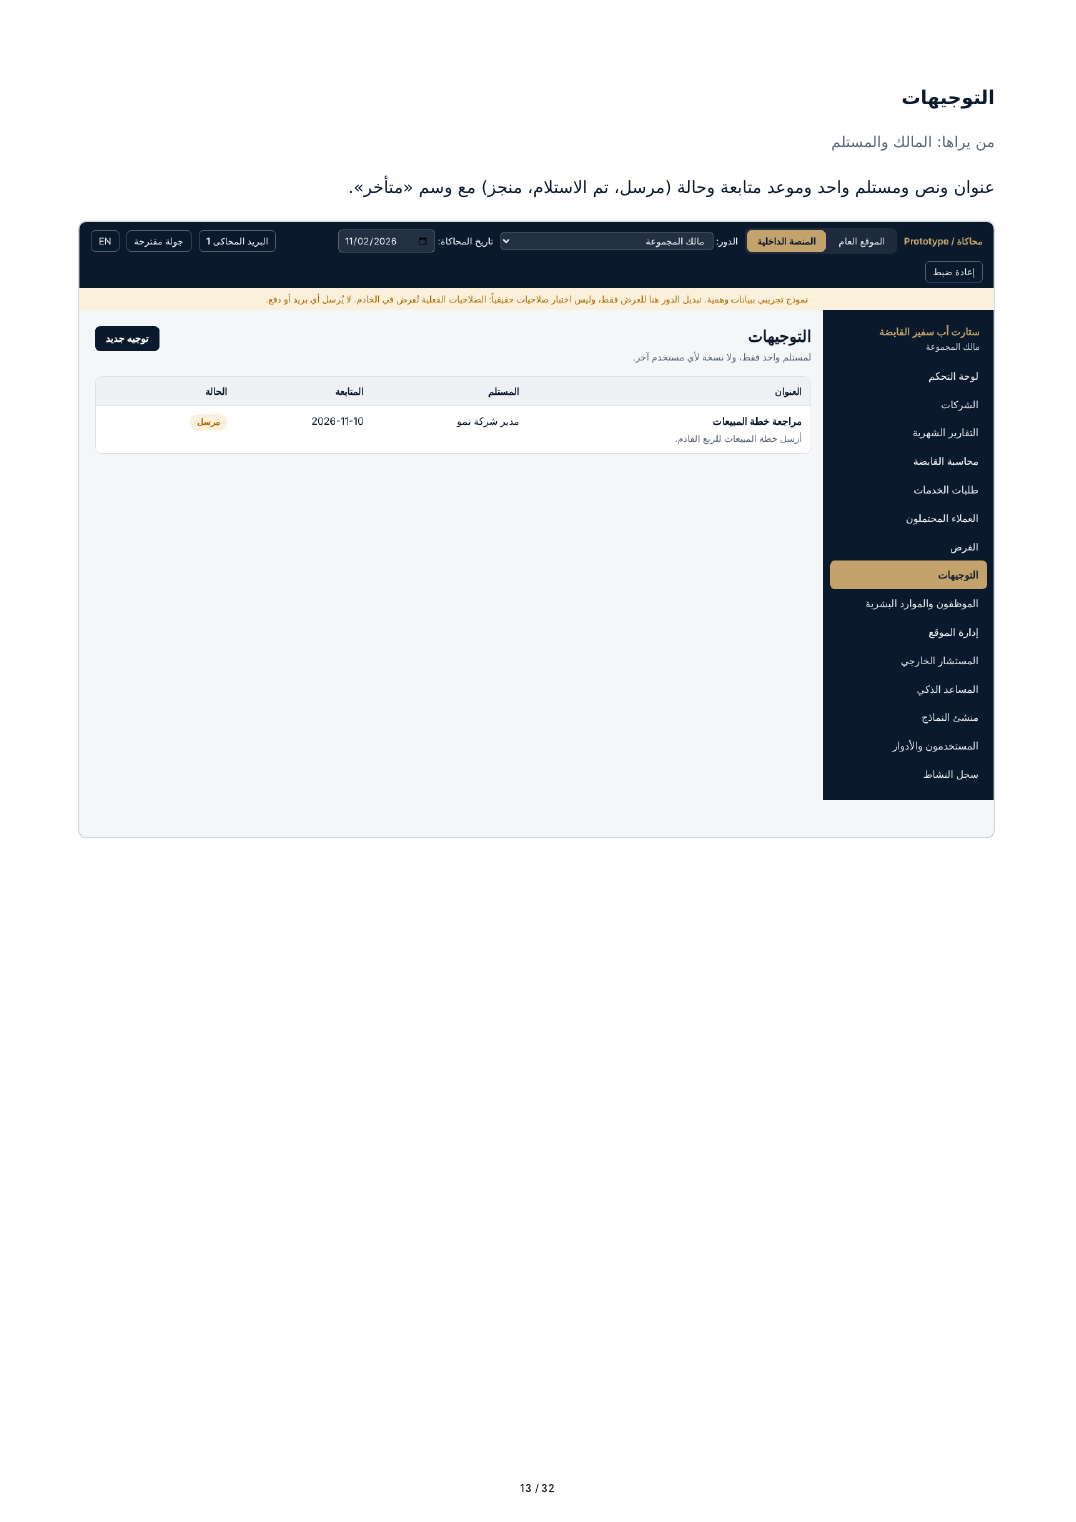 التوجيهات
من يراها: المالك والمستلم
عنوان ونص ومستلم واحد وموعد متابعة وحالة (مرسل، تم الاستلام، منجز) مع وسم «متأخر».
محاكاة / Prototype
الموقع العام
المنصة الداخلية
الدور:
مالك المجموعة
تاريخ المحاكاة:
11/02/2026
البريد المحاكى 1
جولة مقترحة
EN
إعادة ضبط
نموذج تجريبي ببيانات وهمية. تبديل الدور هنا للعرض فقط، وليس اختبار صلاحيات حقيقياً: الصلاحيات الفعلية تُفرض في الخادم. لا يُرسل أي بريد أو دفع.
ستارت أب سفير القابضة
مالك المجموعة
لوحة التحكم
الشركات
التقارير الشهرية
محاسبة القابضة
طلبات الخدمات
العملاء المحتملون
الفرص
التوجيهات
الموظفون والموارد البشرية
إدارة الموقع
المستشار الخارجي
المساعد الذكي
منشئ النماذج
المستخدمون والأدوار
سجل النشاط
التوجيهات
لمستلم واحد فقط، ولا نسخة لأي مستخدم آخر.
توجيه جديد
العنوان المستلم المتابعة الحالة
مراجعة خطة المبيعات مدير شركة نمو 2026-11-10 مرسل
أرسل خطة المبيعات للربع القادم.
13 / 32